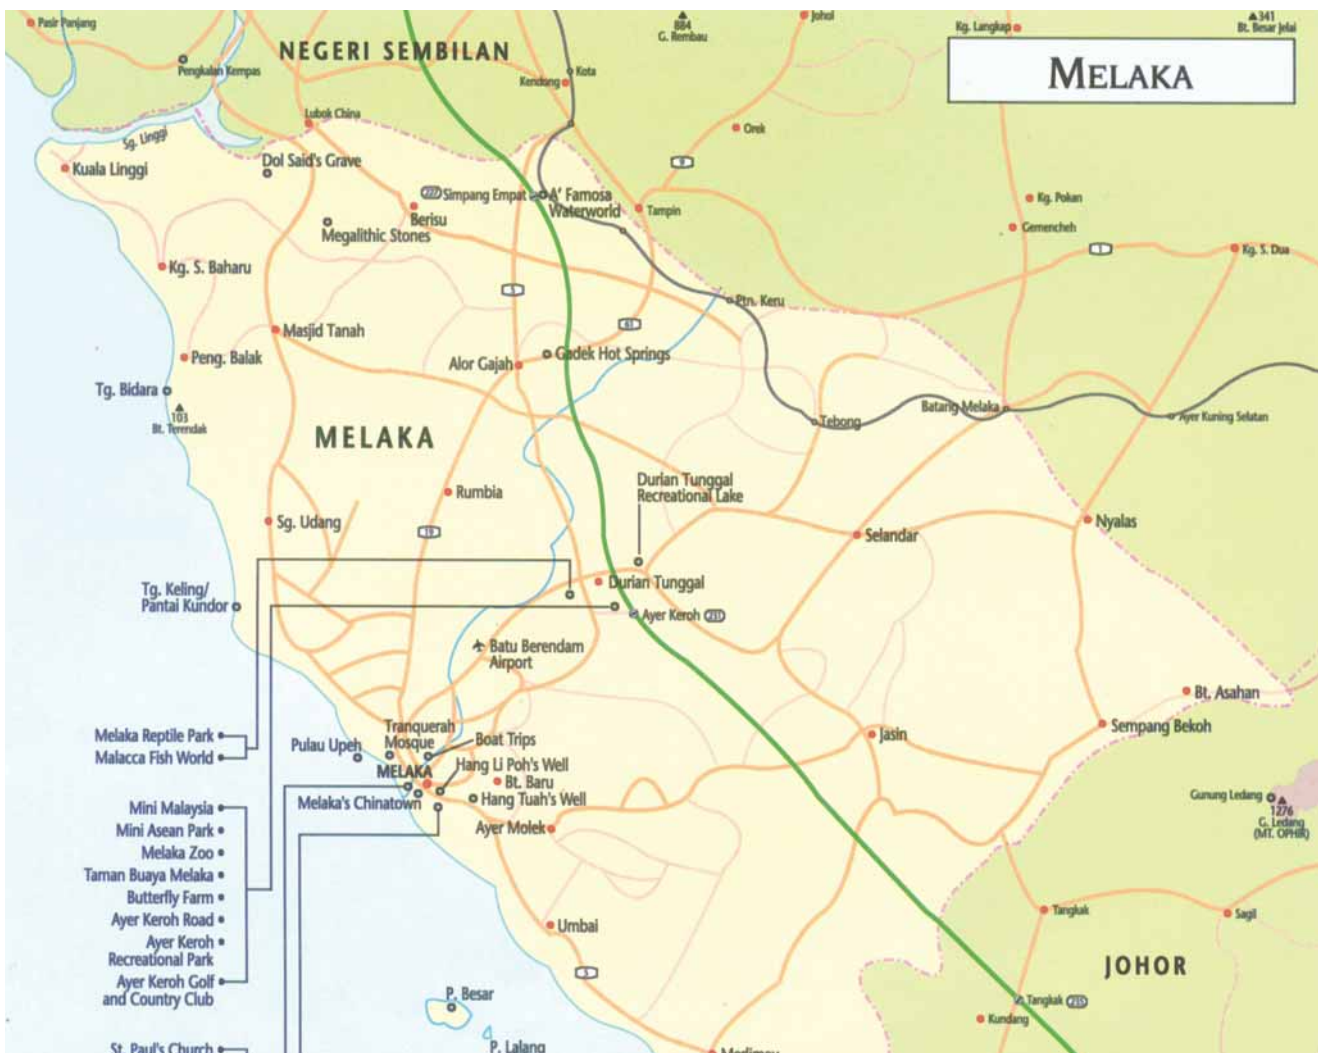 Pasir Panjang
884
G. Rembau
Johol
Kg. Langkap
341
Bt. Besar Jelai
NEGERI SEMBILAN
MELAKA
Pengkalan Kempas
Kota
Kendong
Lubok China
Orek
9
Sg. Linggi
Kuala Linggi
Dol Said's Grave
Simpang Empat
A' Famosa
Waterworld
Tampin
Kg. Pokan
Berisu
Gemencheh
Megalithic Stones
1
Kg. S. Dua
Kg. S. Baharu
5
Ptn. Keru
61
Masjid Tanah
Peng. Balak
Gadek Hot Springs
Alor Gajah
Tg. Bidara
103
Bt. Terendak
Batang Melaka
Tebong
Ayer Kuning Selatan
MELAKA
Durian Tunggal
Recreational Lake
Rumbia
Sg. Udang
19
Selandar
Nyalas
Tg. Keling/
Pantai Kundor
Durian Tunggal
Ayer Keroh
231
Batu Berendam
Airport
Bt. Asahan
Sempang Bekoh
Melaka Reptile Park
Malacca Fish World
Pulau Upeh
Tranquerah
Mosque
Boat Trips
Jasin
MELAKA
Hang Li Poh's Well
Bt. Baru
Melaka's Chinatown
Hang Tuah's Well
Gunung Ledang
1276
G. Ledang
(MT. OPHIR)
Mini Malaysia
Mini Asean Park
Ayer Molek
Melaka Zoo
Taman Buaya Melaka
Butterfly Farm
Ayer Keroh Road
Ayer Keroh
Recreational Park
Ayer Keroh Golf
and Country Club
Umbai
Tangkak
Sagil
JOHOR
5
P. Besar
Tangkak
235
Kundang
St. Paul's Church
P. Lalang